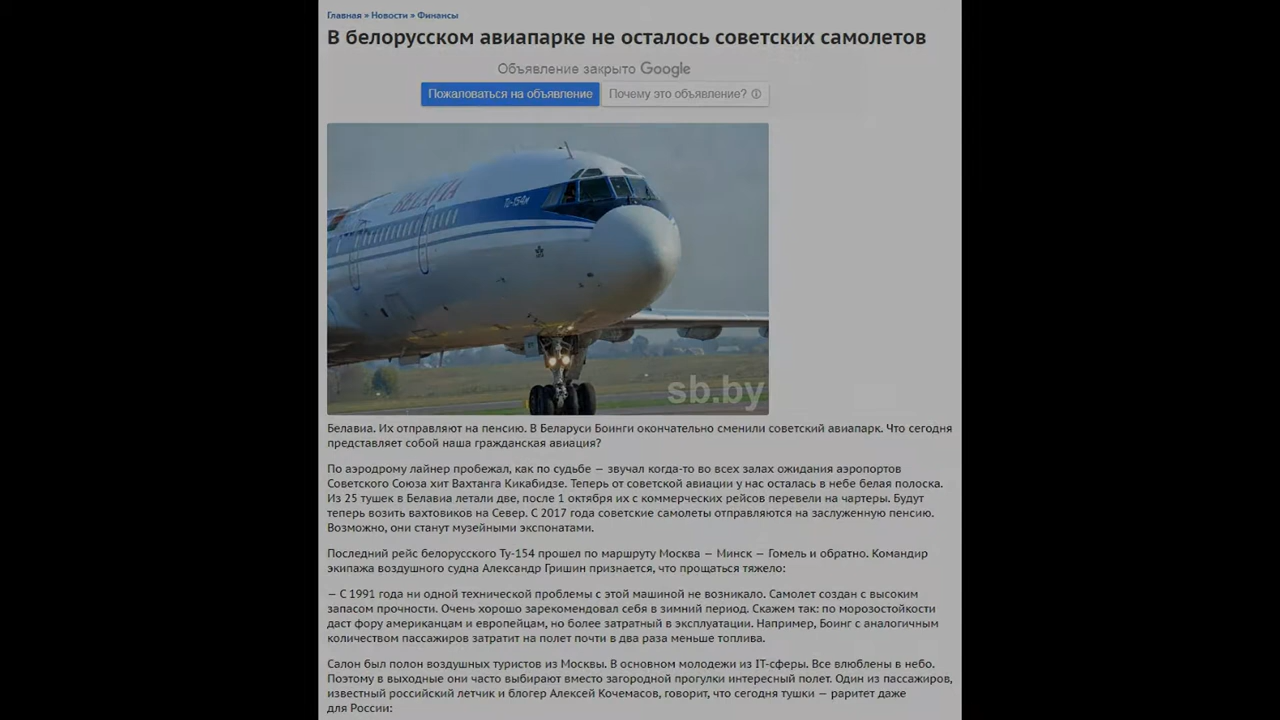 Главная » Новости » Финансы
В белорусском авиапарке не осталось советских самолетов
Объявление закрыто Google
Пожаловаться на объявление
Почему это объявление?
BELAVIA
Ту-154м
sb.by
Белавиа. Их отправляют на пенсию. В Беларуси Боинги окончательно сменили советский авиапарк. Что сегодня
представляет собой наша гражданская авиация?
По аэродрому лайнер пробежал, как по судьбе — звучал когда-то во всех залах ожидания аэропортов
Советского Союза хит Вахтанга Кикабидзе. Теперь от советской авиации у нас осталась в небе белая полоска.
Из 25 тушек в Белавиа летали две, после 1 октября их с коммерческих рейсов перевели на чартеры. Будут
теперь возить вахтовиков на Север. С 2017 года советские самолеты отправляются на заслуженную пенсию.
Возможно, они станут музейными экспонатами.
Последний рейс белорусского Ту-154 прошел по маршруту Москва — Минск — Гомель и обратно. Командир
экипажа воздушного судна Александр Гришин признается, что прощаться тяжело:
— С 1991 года ни одной технической проблемы с этой машиной не возникало. Самолет создан с высоким
запасом прочности. Очень хорошо зарекомендовал себя в зимний период. Скажем так: по морозостойкости
даст фору американцам и европейцам, но более затратный в эксплуатации. Например, Боинг с аналогичным
количеством пассажиров затратит на полет почти в два раза меньше топлива.
Салон был полон воздушных туристов из Москвы. В основном молодежи из IT-сферы. Все влюблены в небо.
Поэтому в выходные они часто выбирают вместо загородной прогулки интересный полет. Один из пассажиров,
известный российский летчик и блогер Алексей Кочемасов, говорит, что сегодня тушки — раритет даже
для России: